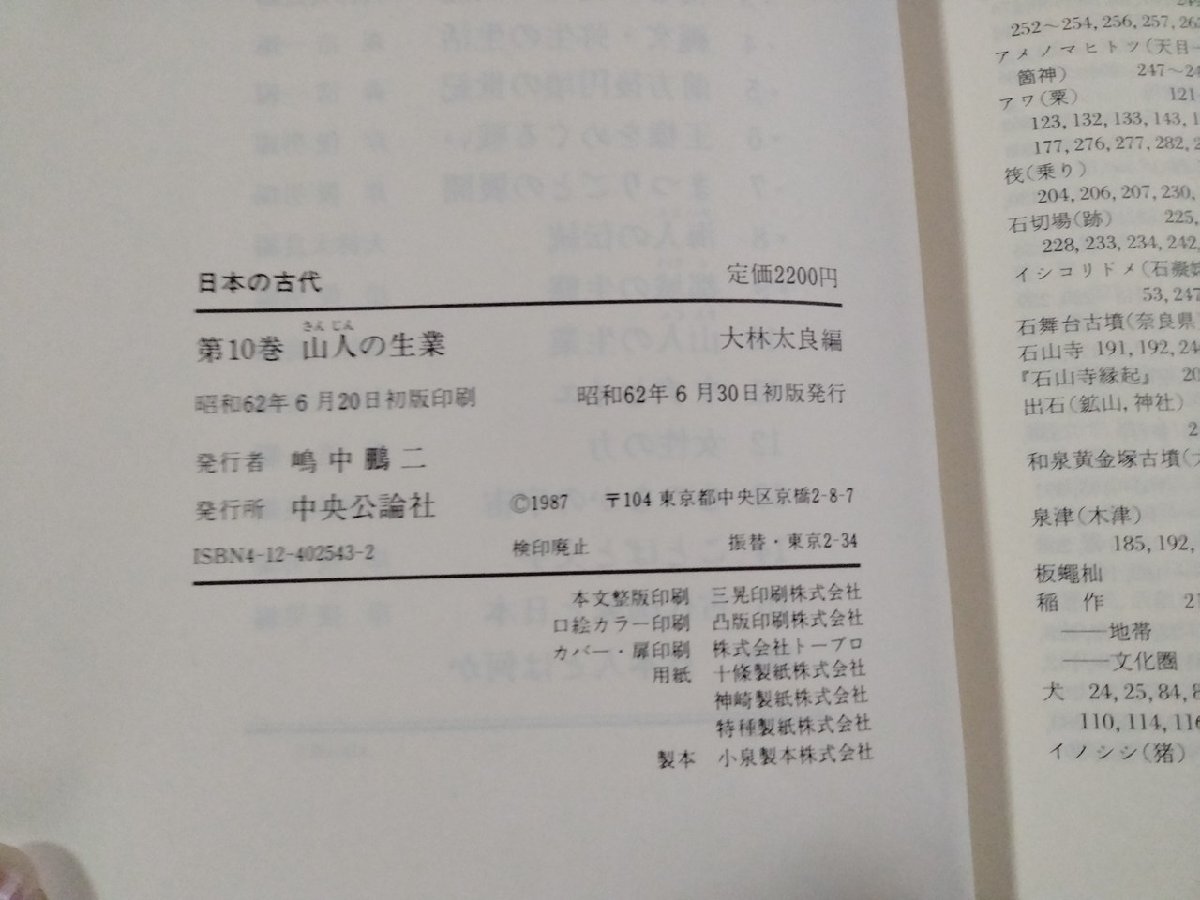 日本の古代 定価2200円
さんじん
第10巻 山人の生業 大林太良編
昭和62年6月20日初版印刷 昭和62年6月30日初版発行
発行者 嶋中鵬二
発行所 中央公論社 ©1987 〒104 東京都中央区京橋2-8-7
ISBN4-12-402543-2 検印廃止 振替・東京2-34
本文整版印刷 三晃印刷株式会社
口絵カラー印刷 凸版印刷株式会社
カバー・扉印刷 株式会社トープロ
用紙 十條製紙株式会社
神崎製紙株式会社
特種製紙株式会社
製本 小泉製本株式会社
252〜254, 256, 257,
アメノマヒトツ(天目一
箇神) 247〜
アワ(粟) 121
123, 132, 133, 143,
177, 276, 277, 282,
筏(乗り)
204, 206, 207, 230,
石切場(跡) 225,
228, 233, 234, 242,
イシコリドメ(石凝
53, 247
石舞台古墳(奈良県)
石山寺 191, 192,
『石山寺縁起』
出石(鉱山, 神社)
和泉黄金塚古墳(
泉津(木津)
185, 192,
板蠅杣
稲作
——地帯
——文化圏
犬 24, 25, 84,
110, 114, 116
イノシシ(猪)